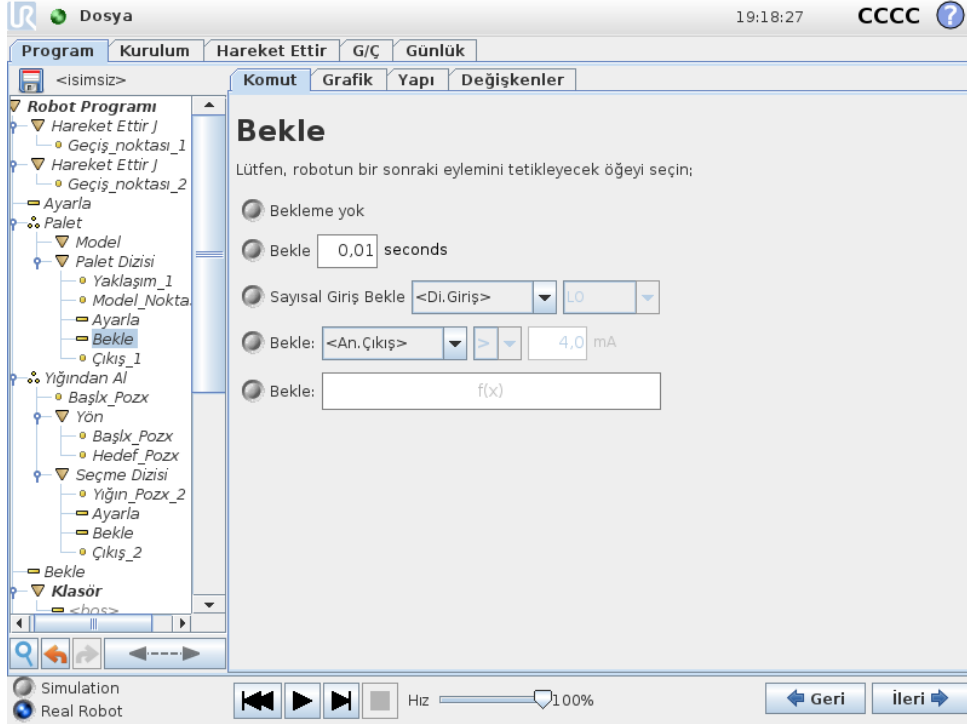 UR Dosya 19:18:27 CCCC ?
Program Kurulum Hareket Ettir G/Ç Günlük
<isimsiz>
Komut Grafik Yapı Değişkenler
Robot Programı
Hareket Ettir J
Geçiş_noktası_1
Hareket Ettir J
Geçiş_noktası_2
Ayarla
Palet
Model
Palet Dizisi
Yaklaşım_1
Model_Nokta
Ayarla
Bekle
Çıkış_1
Yığından Al
Başlx_Pozx
Yön
Başlx_Pozx
Hedef_Pozx
Seçme Dizisi
Yığın_Pozx_2
Ayarla
Bekle
Çıkış_2
Bekle
Klasör
<boş>
Bekle
Lütfen, robotun bir sonraki eylemini tetikleyecek öğeyi seçin;
Bekleme yok
Bekle 0,01 seconds
Sayısal Giriş Bekle <Di.Giriş> LO
Bekle: <An.Çıkış> > 4,0 mA
Bekle: f(x)
Simulation
Real Robot
Hız 100%
Geri İleri